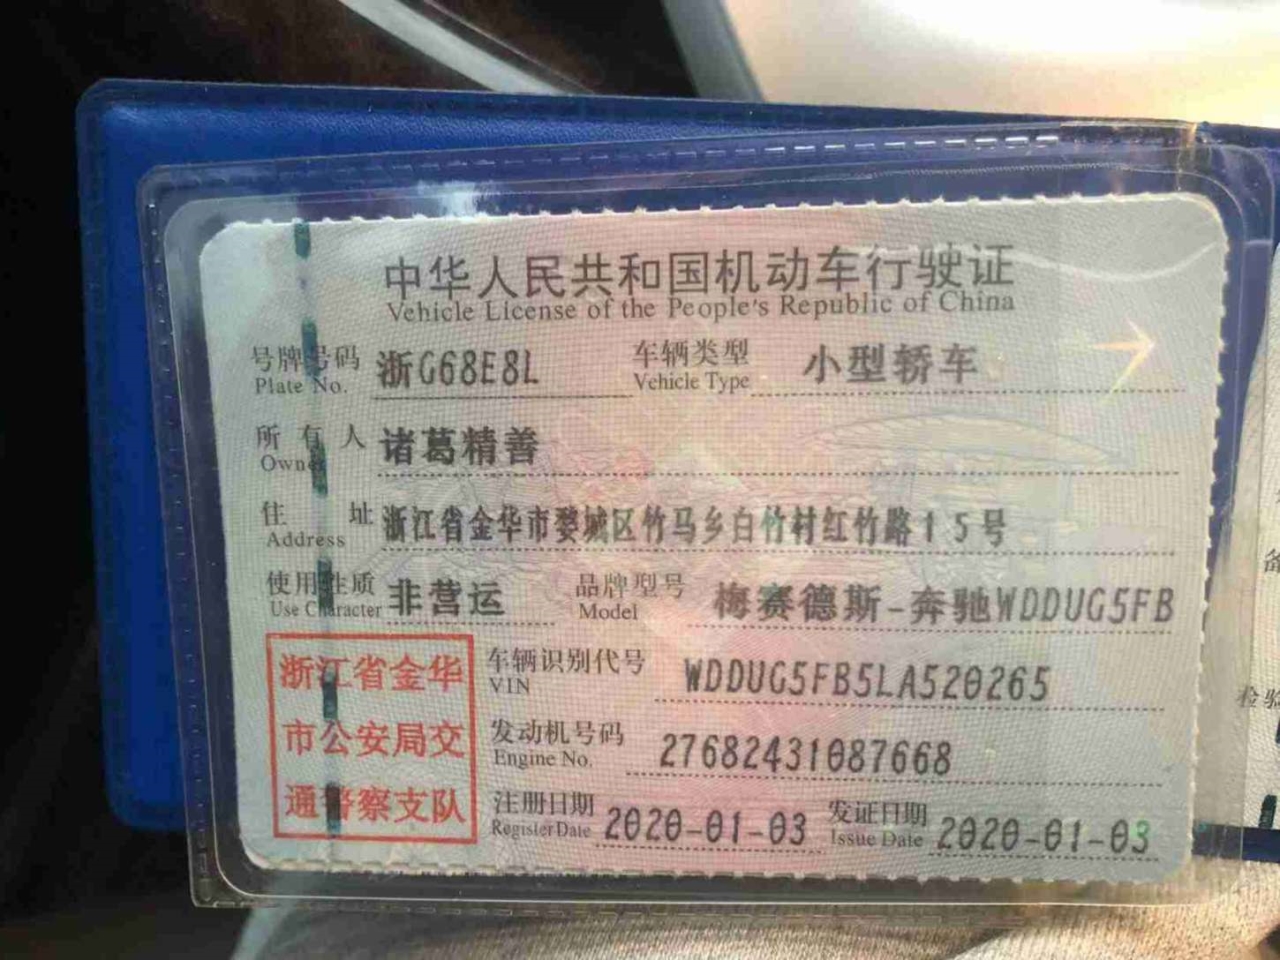 中华人民共和国机动车行驶证
Vehicle License of the People's Republic of China
号牌号码 浙G68E8L 车辆类型 小型轿车
Plate No. Vehicle Type
所有人 诸葛精善
Owner
住址 浙江省金华市婺城区竹马乡白竹村红竹路15号
Address
使用性质 非营运 品牌型号 梅赛德斯-奔驰WDDUG5FB
Use Character Model
浙江省金华 车辆识别代号 WDDUG5FB5LA520265
VIN
市公安局交 发动机号码 27682431087668
Engine No.
通警察支队 注册日期 2020-01-03 发证日期 2020-01-03
Register Date Issue Date
检验